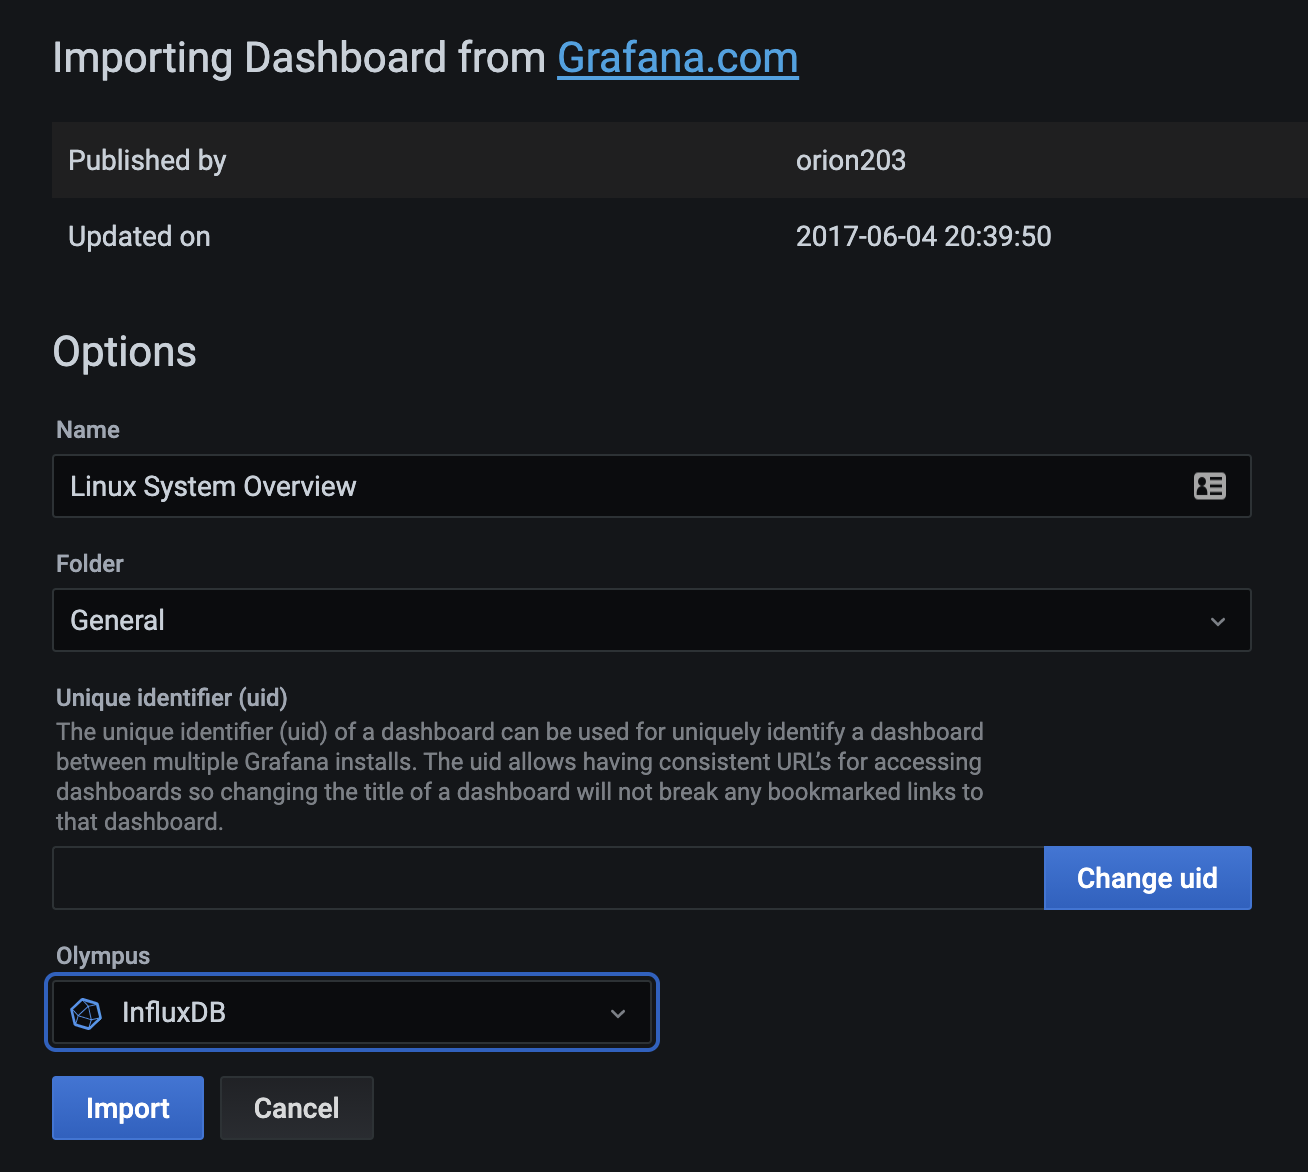 Importing Dashboard from Grafana.com
Published by orion203
Updated on 2017-06-04 20:39:50
Options
Name
Linux System Overview
Folder
General
Unique identifier (uid)
The unique identifier (uid) of a dashboard can be used for uniquely identify a dashboard
between multiple Grafana installs. The uid allows having consistent URL’s for accessing
dashboards so changing the title of a dashboard will not break any bookmarked links to
that dashboard.
Change uid
Olympus
InfluxDB
Import Cancel